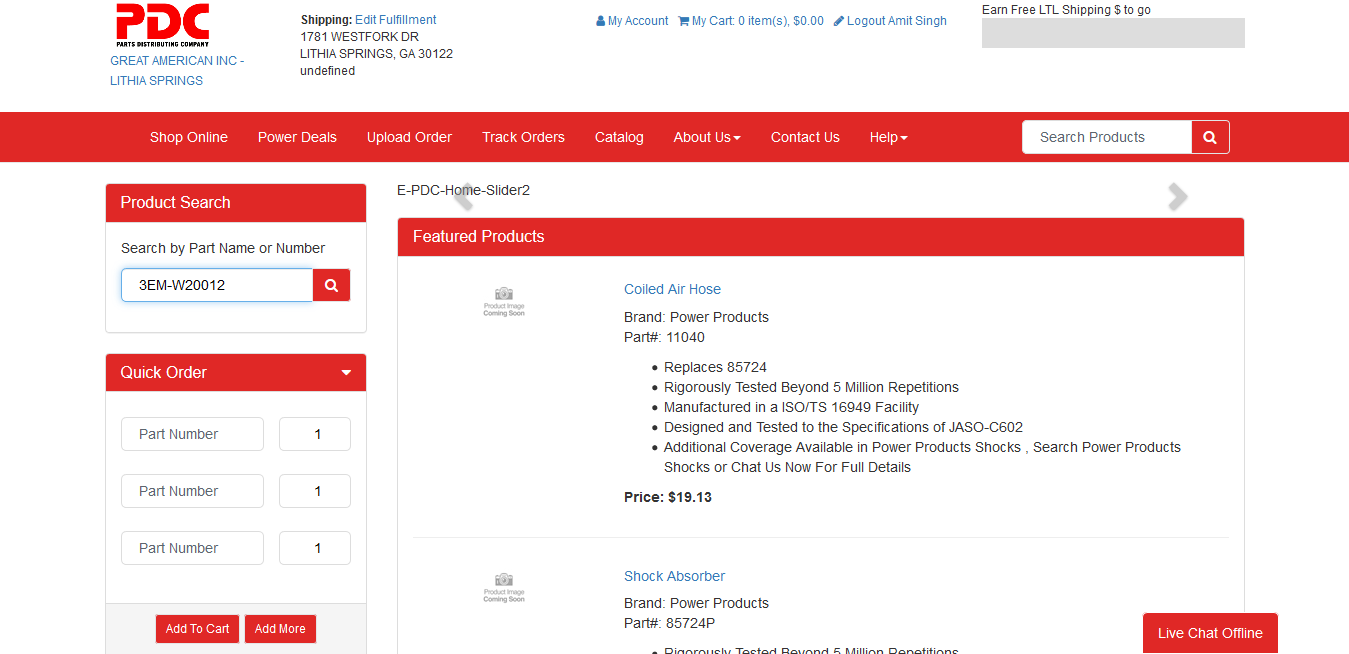 PDC
PARTS DISTRIBUTING COMPANY
GREAT AMERICAN INC -
LITHIA SPRINGS
Shipping: Edit Fulfillment
1781 WESTFORK DR
LITHIA SPRINGS, GA 30122
undefined
My Account My Cart: 0 item(s), $0.00 Logout Amit Singh
Earn Free LTL Shipping $ to go
Shop Online Power Deals Upload Order Track Orders Catalog About Us Contact Us Help Search Products
Product Search
Search by Part Name or Number
3EM-W20012
Quick Order
Part Number 1
Part Number 1
Part Number 1
Add To Cart Add More
E-PDC-Home-Slider2
Featured Products
Product Image
Coming Soon
Coiled Air Hose
Brand: Power Products
Part#: 11040
Replaces 85724
Rigorously Tested Beyond 5 Million Repetitions
Manufactured in a ISO/TS 16949 Facility
Designed and Tested to the Specifications of JASO-C602
Additional Coverage Available in Power Products Shocks , Search Power Products
Shocks or Chat Us Now For Full Details
Price: $19.13
Product Image
Coming Soon
Shock Absorber
Brand: Power Products
Part#: 85724P
Rigorously Tested Beyond 5 Million Repetitions
Live Chat Offline